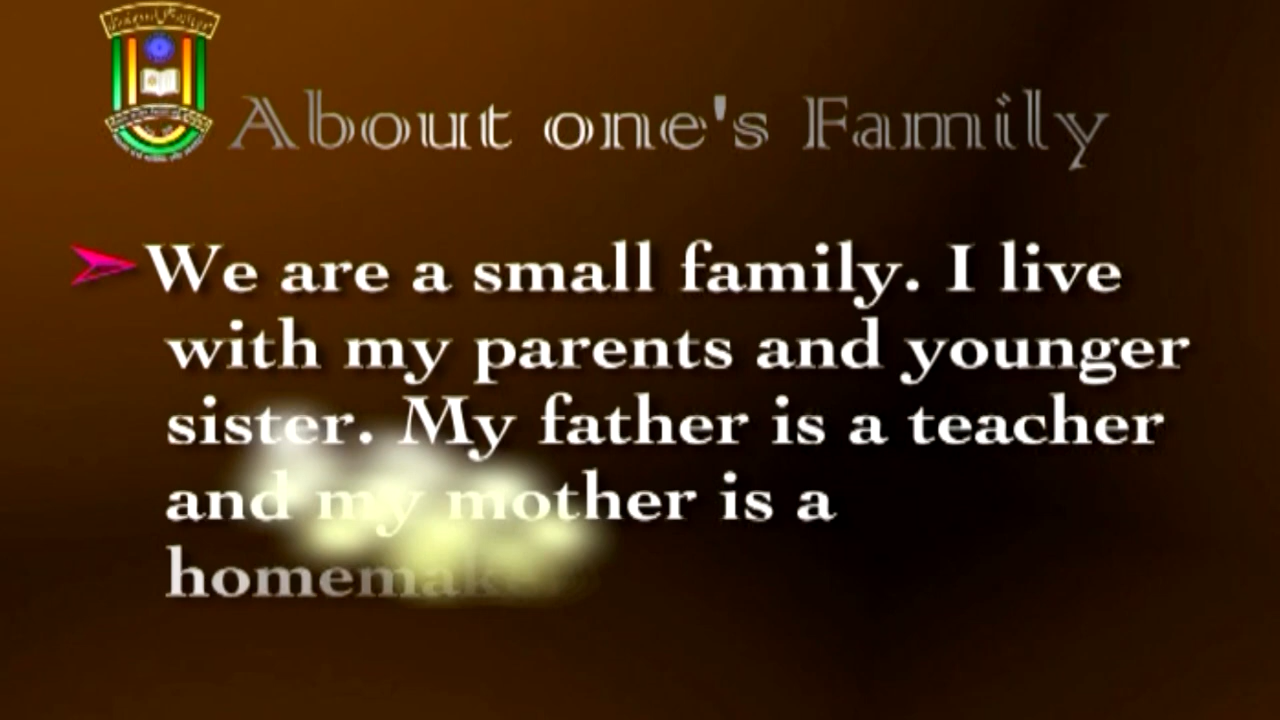 About one's Family
We are a small family. I live
with my parents and younger
sister. My father is a teacher
and my mother is a
homemak